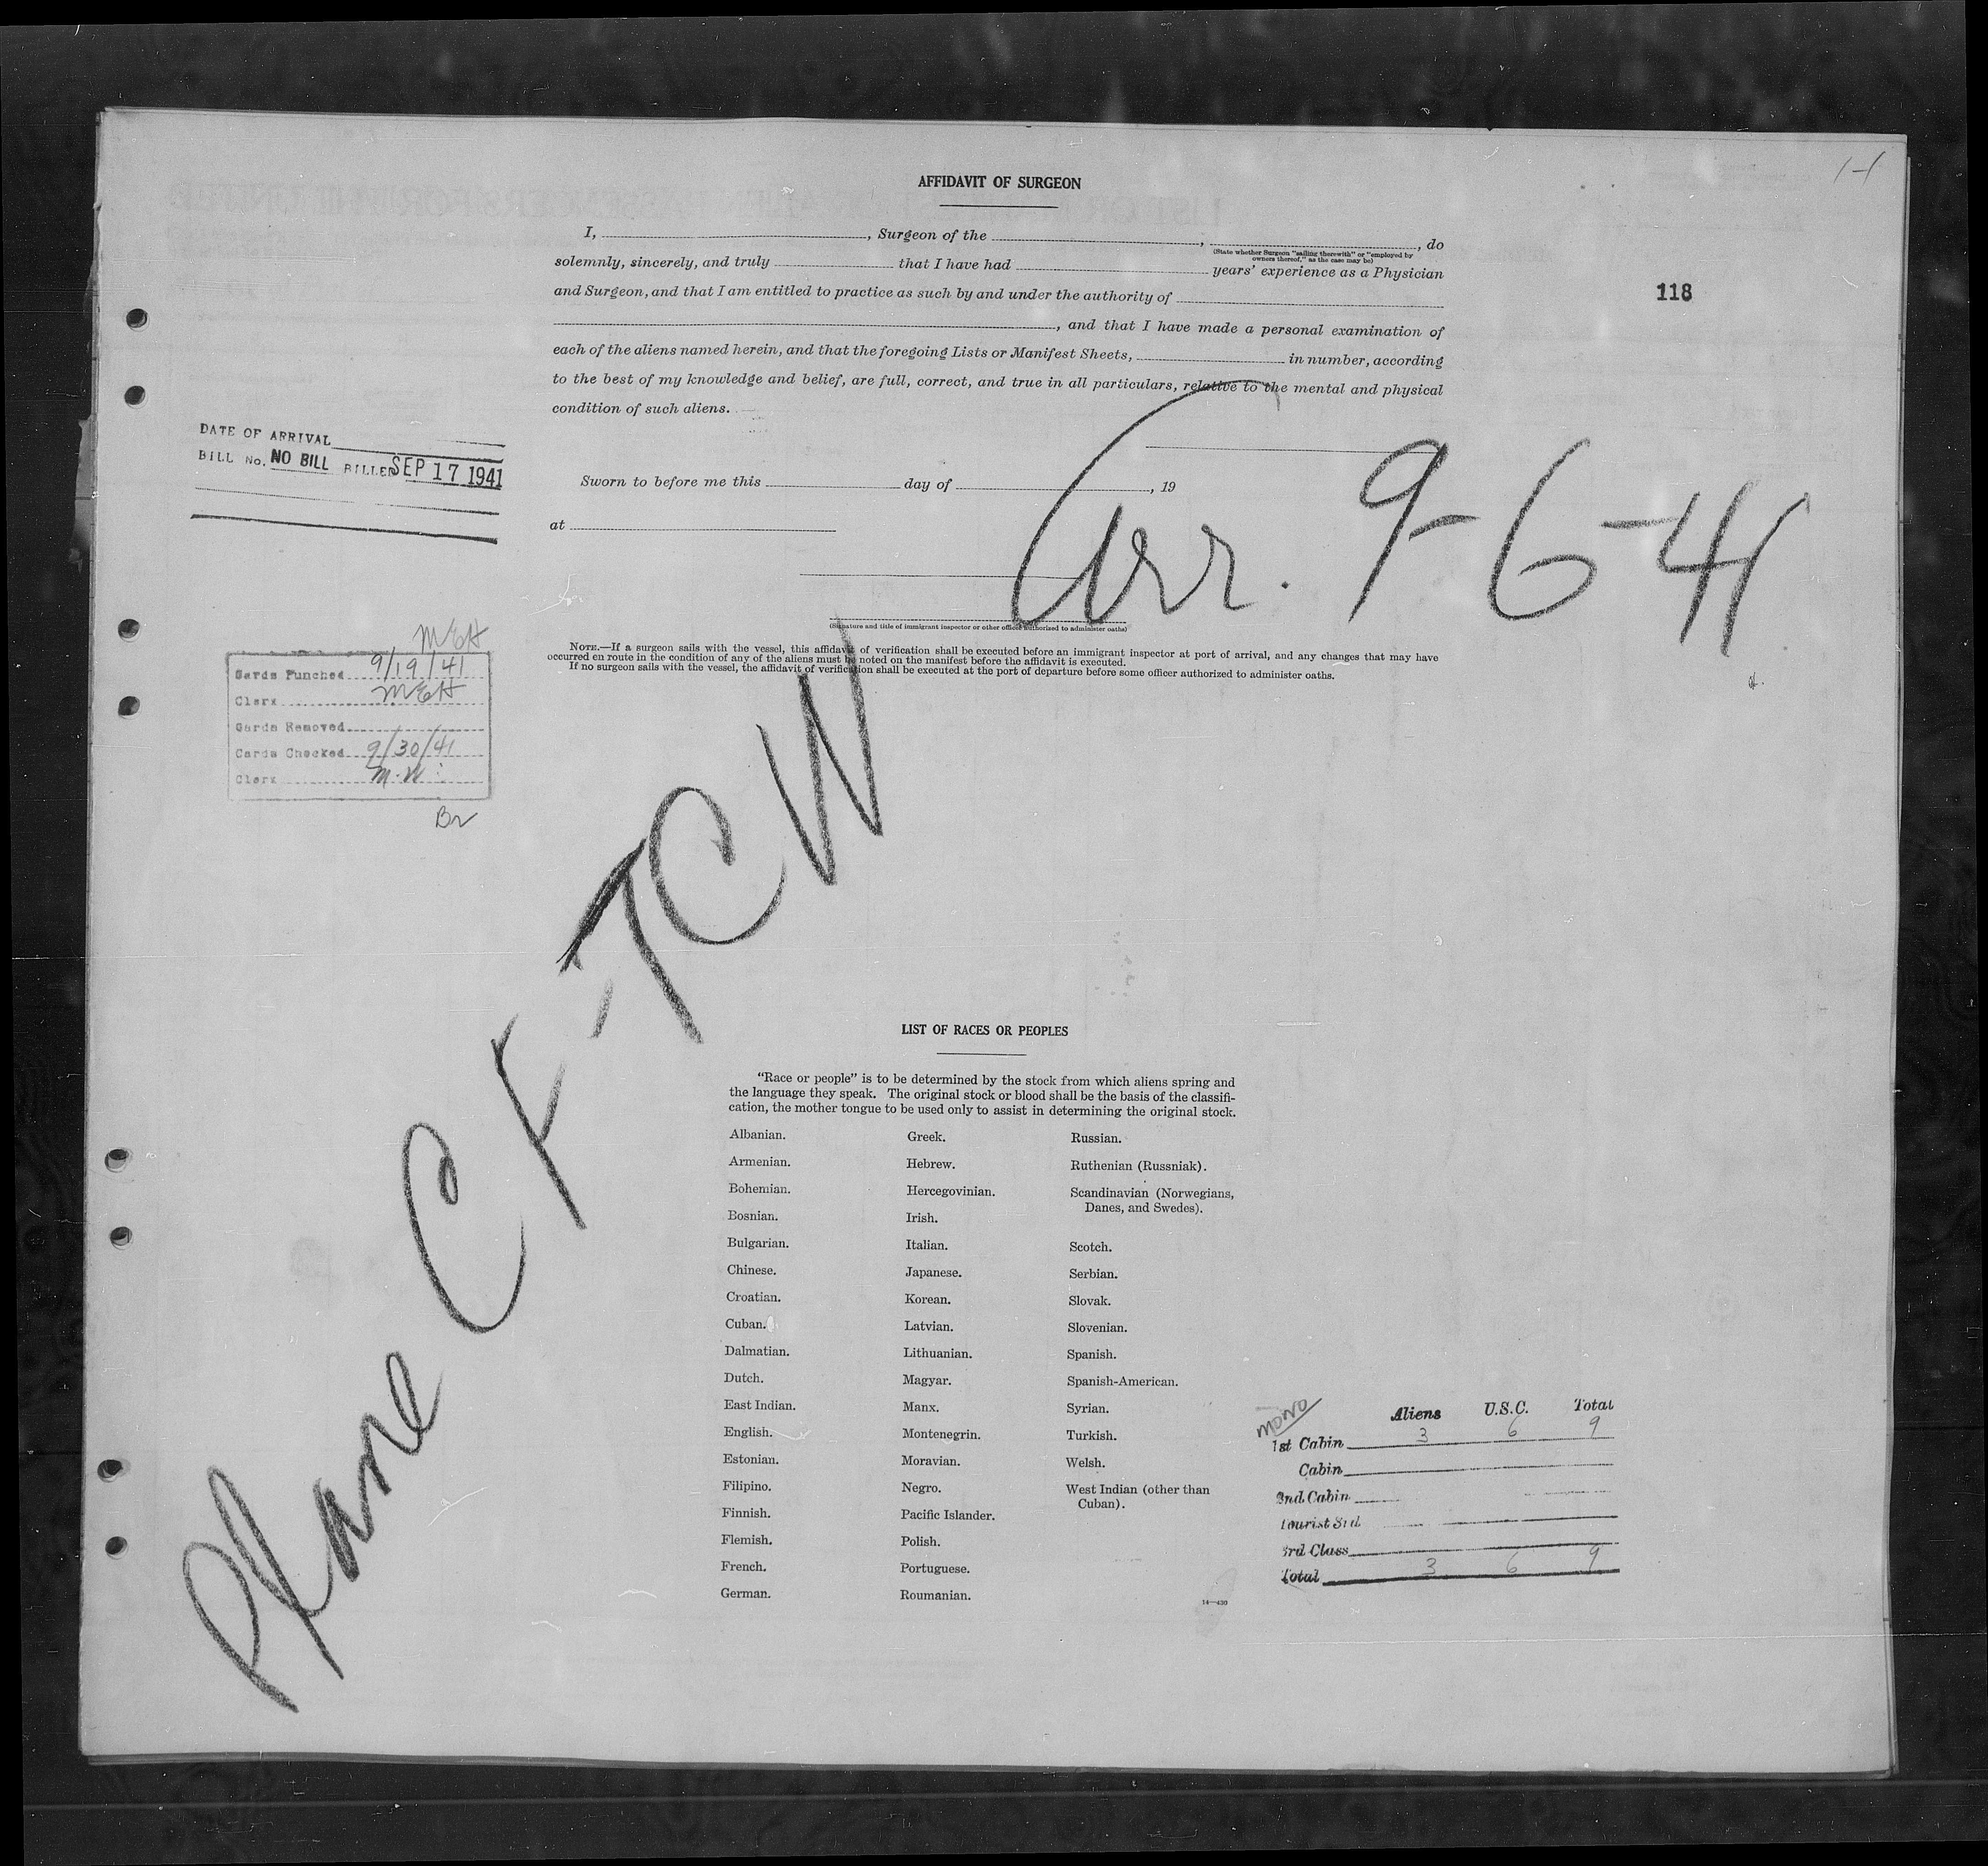 1-1
AFFIDAVIT OF SURGEON
I, , Surgeon of the , , do
(State whether Surgeon "sailing therewith" or "employed by
owners thereof," as the case may be)
solemnly, sincerely, and truly that I have had years' experience as a Physician
and Surgeon, and that I am entitled to practice as such by and under the authority of
, and that I have made a personal examination of
each of the aliens named herein, and that the foregoing Lists or Manifest Sheets, in number, according
to the best of my knowledge and belief, are full, correct, and true in all particulars, relative to the mental and physical
condition of such aliens.
118
DATE OF ARRIVAL
BILL No. NO BILL BILLED SEP 17 1941
Sworn to before me this day of , 19
at
Arr. 9-6-41
(Signature and title of immigrant inspector or other officer authorized to administer oaths)
NOTE.—If a surgeon sails with the vessel, this affidavit of verification shall be executed before an immigrant inspector at port of arrival, and any changes that may have
occurred en route in the condition of any of the aliens must be noted on the manifest before the affidavit is executed.
If no surgeon sails with the vessel, the affidavit of verification shall be executed at the port of departure before some officer authorized to administer oaths.
MEH
Cards Punched 9/19/41
Clerk MEH
Cards Removed
Cards Checked 9/30/41
Clerk M.W.
Br
Plane CF-TCW
LIST OF RACES OR PEOPLES
"Race or people" is to be determined by the stock from which aliens spring and
the language they speak. The original stock or blood shall be the basis of the classifi-
cation, the mother tongue to be used only to assist in determining the original stock.
Albanian.
Armenian.
Bohemian.
Bosnian.
Bulgarian.
Chinese.
Croatian.
Cuban.
Dalmatian.
Dutch.
East Indian.
English.
Estonian.
Filipino.
Finnish.
Flemish.
French.
German.
Greek.
Hebrew.
Hercegovinian.
Irish.
Italian.
Japanese.
Korean.
Latvian.
Lithuanian.
Magyar.
Manx.
Montenegrin.
Moravian.
Negro.
Pacific Islander.
Polish.
Portuguese.
Roumanian.
Russian.
Ruthenian (Russniak).
Scandinavian (Norwegians,
Danes, and Swedes).
Scotch.
Serbian.
Slovak.
Slovenian.
Spanish.
Spanish-American.
Syrian.
Turkish.
Welsh.
West Indian (other than
Cuban).
14—430
mono
Aliens U.S.C. Total
1st Cabin 3 6 9
Cabin
2nd Cabin
Tourist 3rd
3rd Class
Total 3 6 9